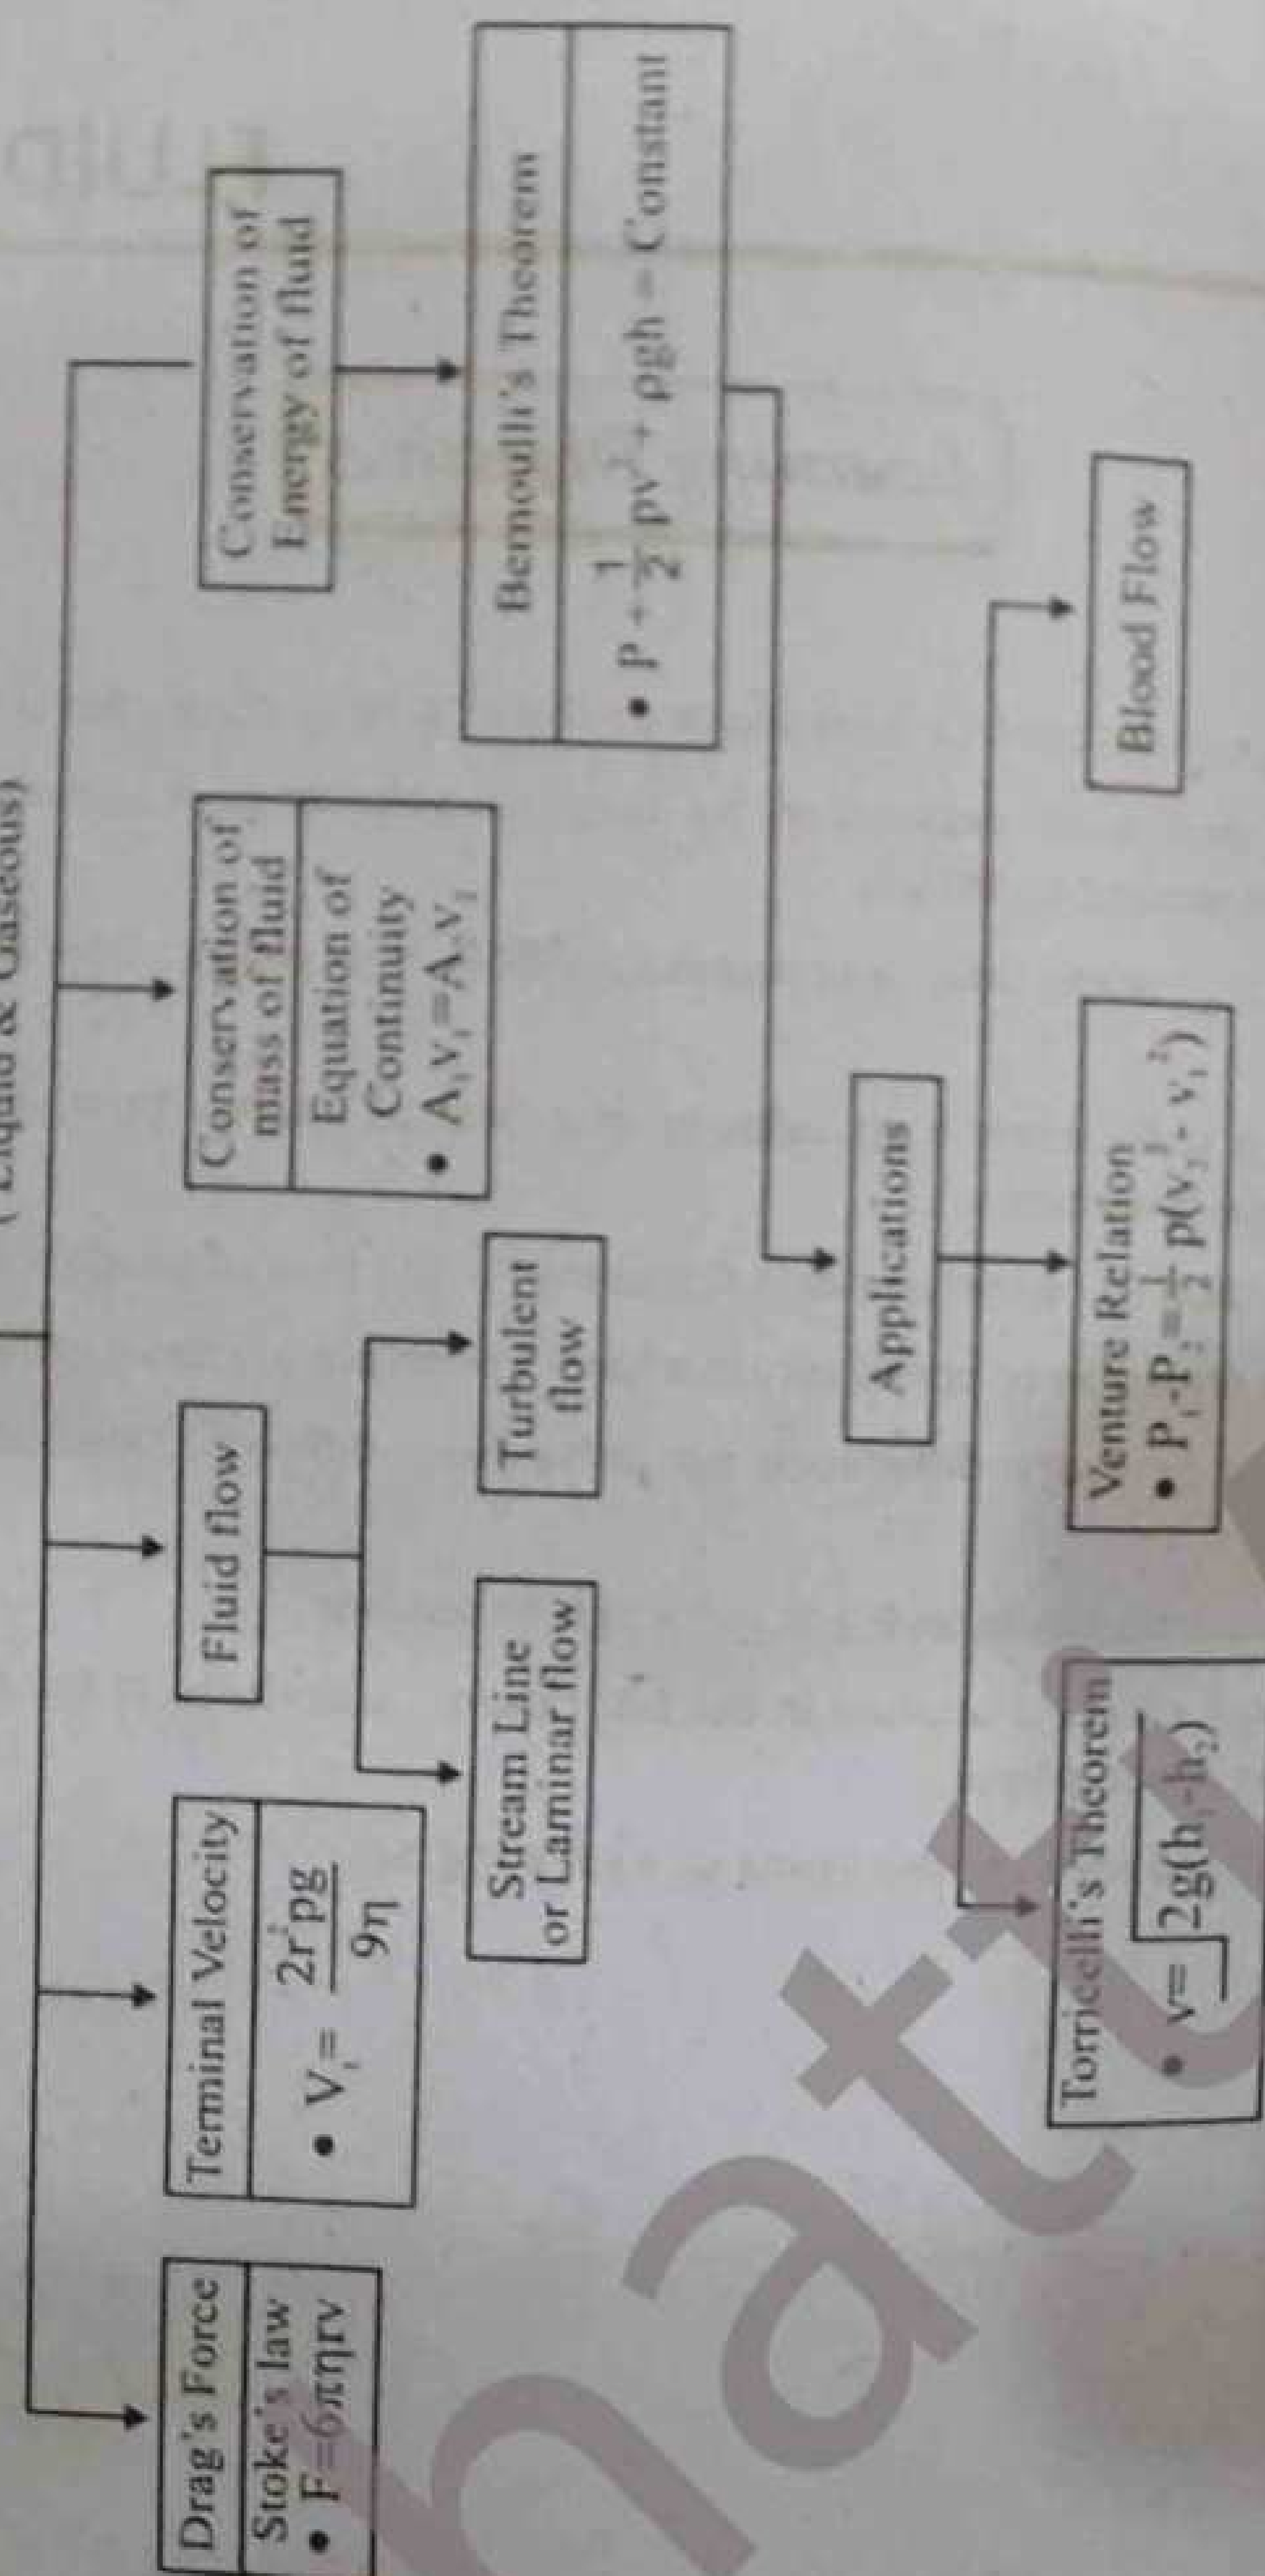 ( Liquid & Gaseous)
Drag's Force
Stoke's law
• F=6πηrv
Terminal Velocity
• Vₜ= 2r²ρg
9η
Fluid flow
Stream Line
or Laminar flow
Turbulent
flow
Conservation of
mass of fluid
Equation of
Continuity
• A₁v₁=A₂v₂
Conservation of
Energy of fluid
Bernoulli's Theorem
• P + 1/2 ρv² + ρgh = Constant
Applications
Torricelli's Theorem
• v= √2g(h₁-h₂)
Venture Relation
• P₁-P₂= 1/2 ρ(v₂² - v₁²)
Blood Flow